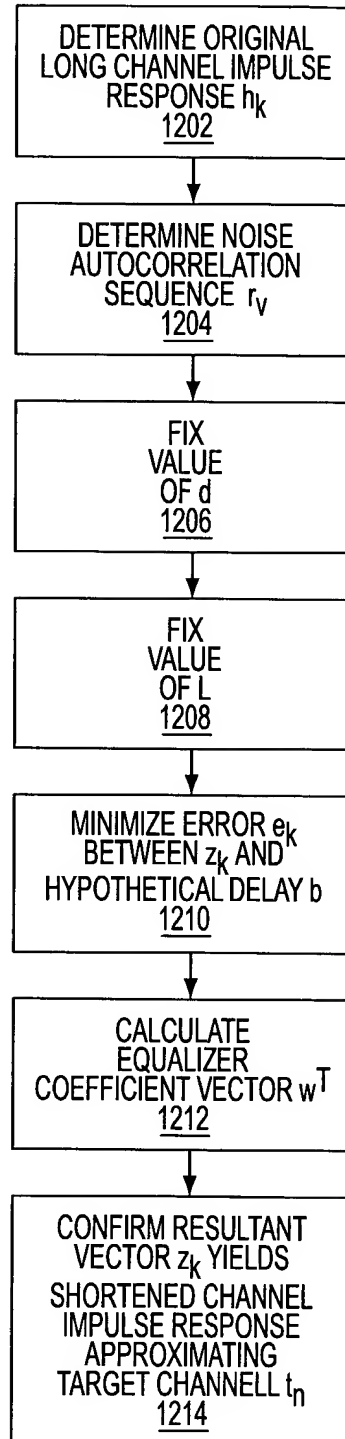 DETERMINE ORIGINAL
LONG CHANNEL IMPULSE
RESPONSE hk
1202
DETERMINE NOISE
AUTOCORRELATION
SEQUENCE rv
1204
FIX
VALUE
OF d
1206
FIX
VALUE
OF L
1208
MINIMIZE ERROR ek
BETWEEN zk AND
HYPOTHETICAL DELAY b
1210
CALCULATE
EQUALIZER
COEFFICIENT VECTOR wT
1212
CONFIRM RESULTANT
VECTOR zk YIELDS
SHORTENED CHANNEL
IMPULSE RESPONSE
APPROXIMATING
TARGET CHANNELL tn
1214